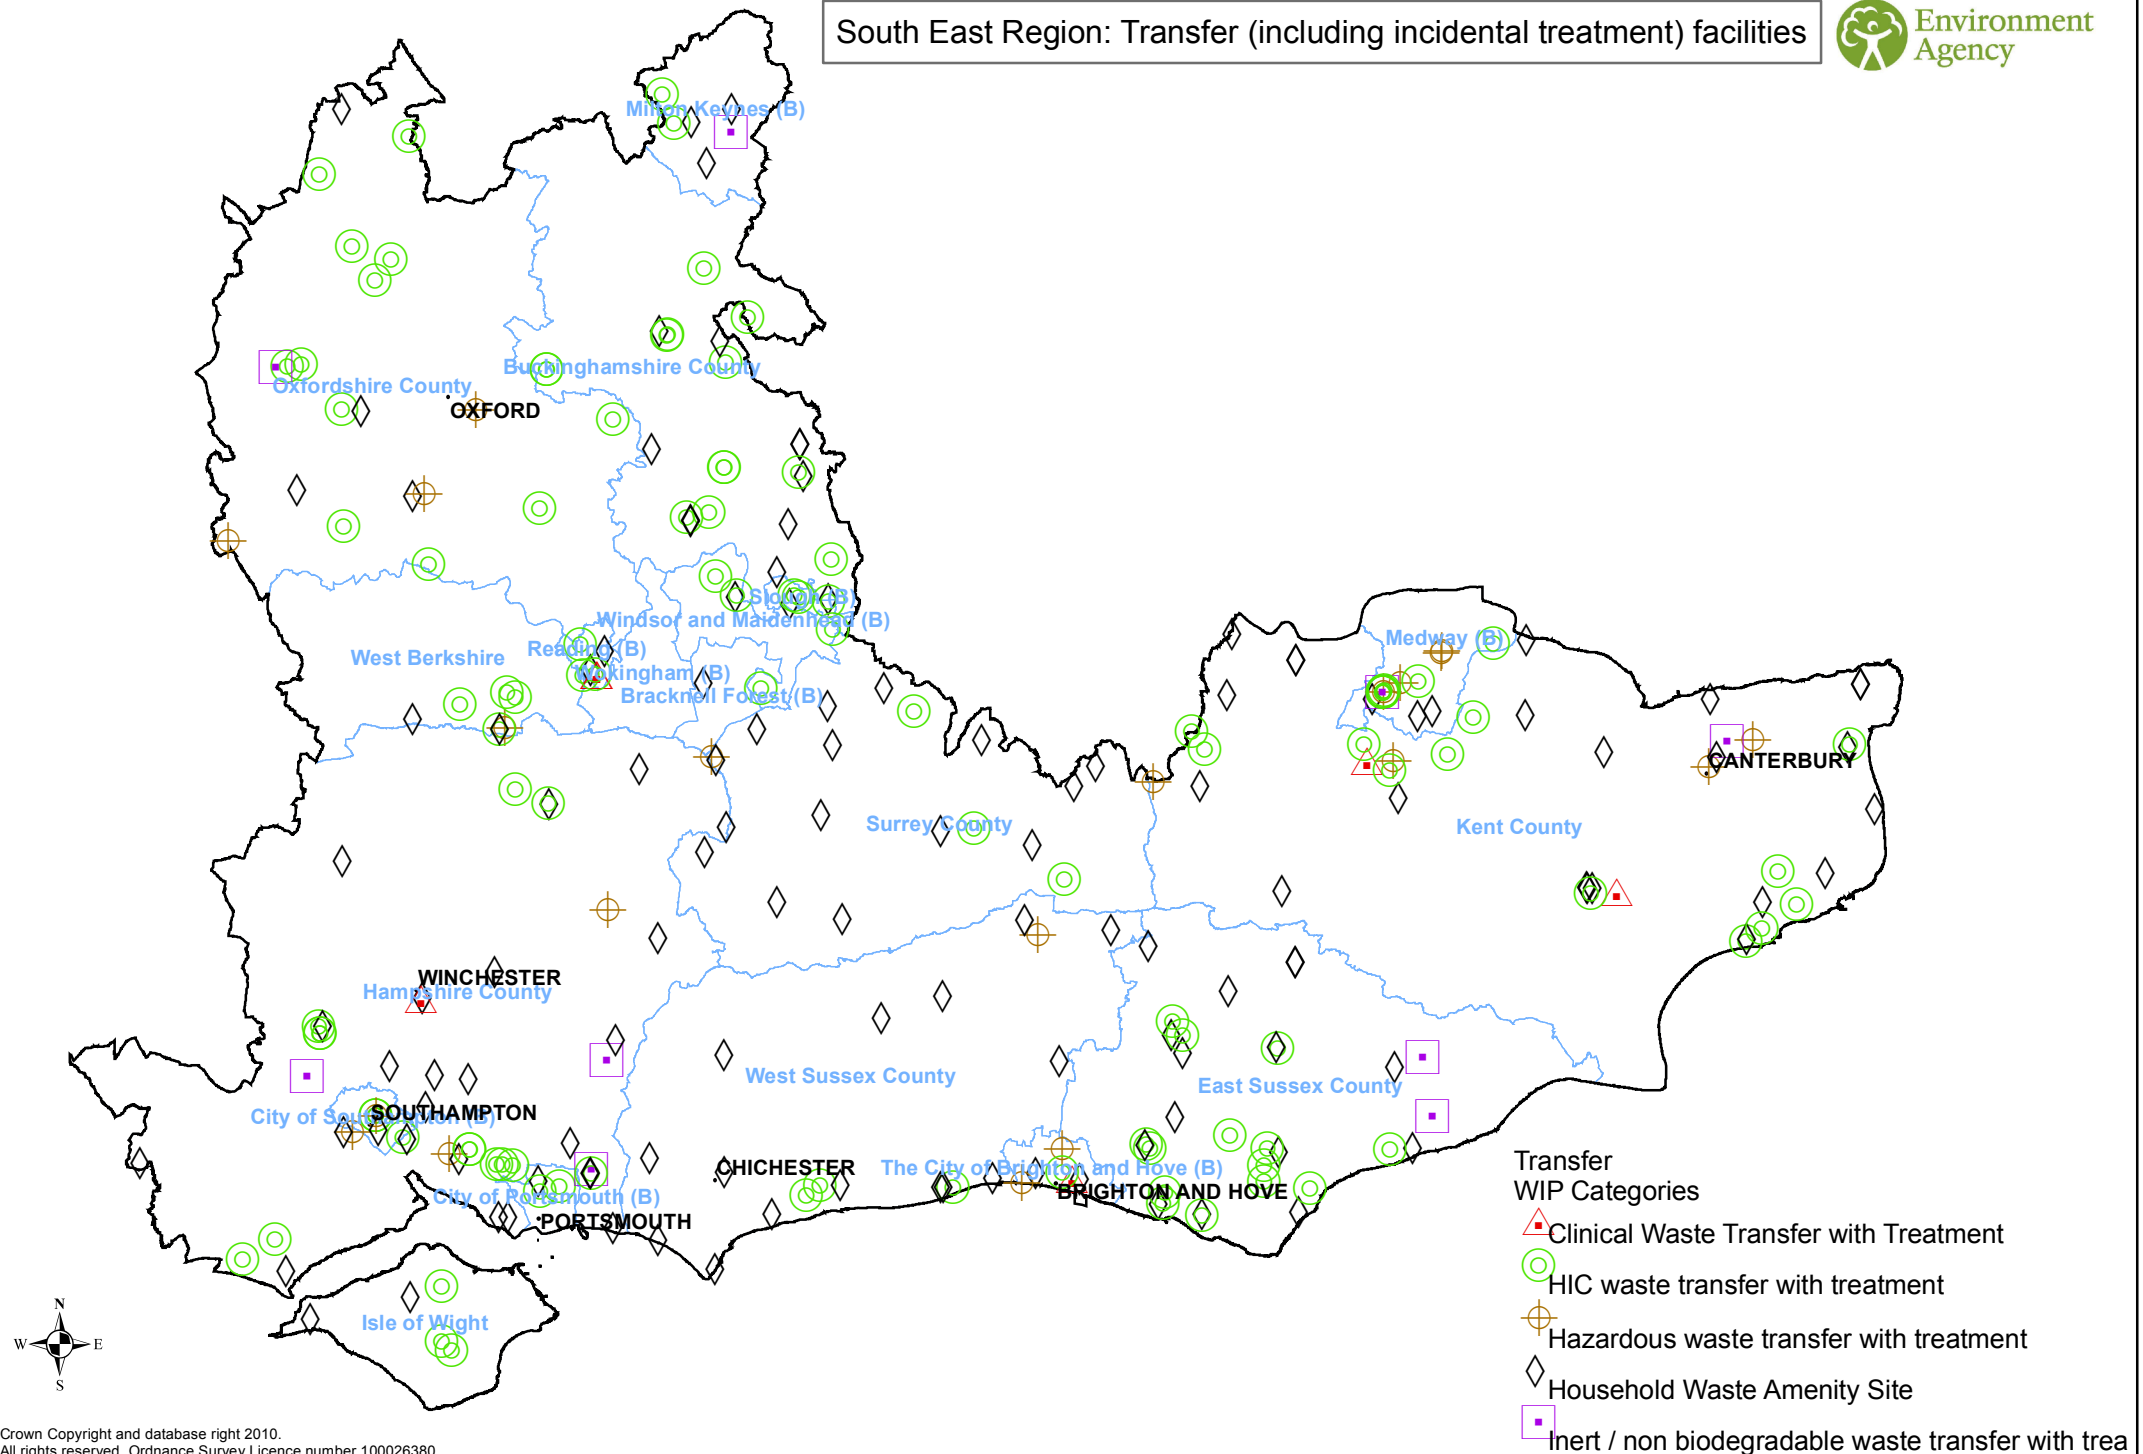 South East Region: Transfer (including incidental treatment) facilities
Environment
Agency
Milton Keynes (B)
Buckinghamshire County
Oxfordshire County
OXFORD
Slough (B)
Windsor and Maidenhead (B)
Reading (B)
West Berkshire
Wokingham (B)
Bracknell Forest (B)
Medway (B)
CANTERBURY
Surrey County
Kent County
WINCHESTER
Hampshire County
West Sussex County
East Sussex County
SOUTHAMPTON
City of Southampton (B)
CHICHESTER
The City of Brighton and Hove (B)
BRIGHTON AND HOVE
City of Portsmouth (B)
PORTSMOUTH
Isle of Wight
N
W
E
S
Transfer
WIP Categories
Clinical Waste Transfer with Treatment
HIC waste transfer with treatment
Hazardous waste transfer with treatment
Household Waste Amenity Site
Inert / non biodegradable waste transfer with trea
Crown Copyright and database right 2010.
All rights reserved. Ordnance Survey Licence number 100026380